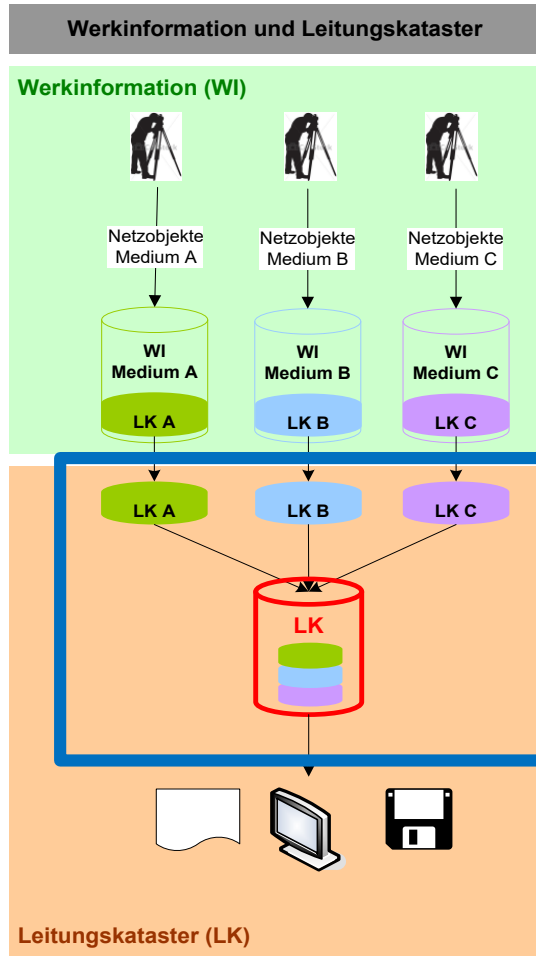 Werkinformation und Leitungskataster
Werkinformation (WI)
Netzobjekte
Medium A
Netzobjekte
Medium B
Netzobjekte
Medium C
WI
Medium A
WI
Medium B
WI
Medium C
LK A
LK B
LK C
LK A
LK B
LK C
LK
Leitungskataster (LK)